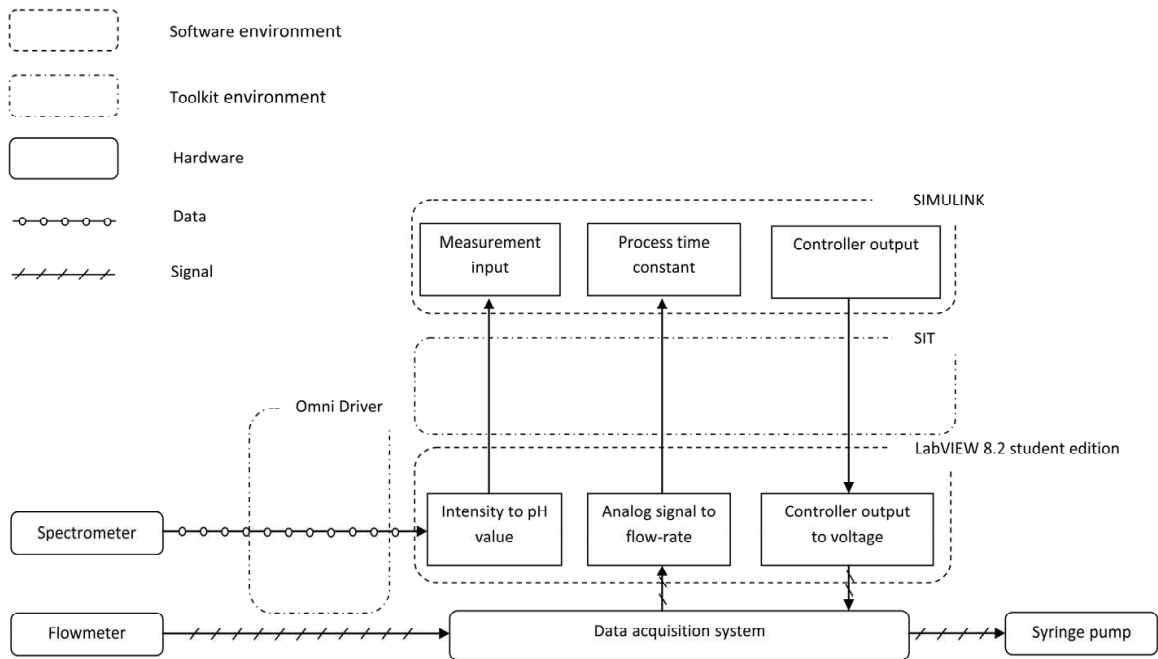 Software environment
Toolkit environment
Hardware
Data
Signal
SIMULINK
Measurement
input
Process time
constant
Controller output
SIT
Omni Driver
LabVIEW 8.2 student edition
Spectrometer
Intensity to pH
value
Analog signal to
flow-rate
Controller output
to voltage
Flowmeter
Data acquisition system
Syringe pump